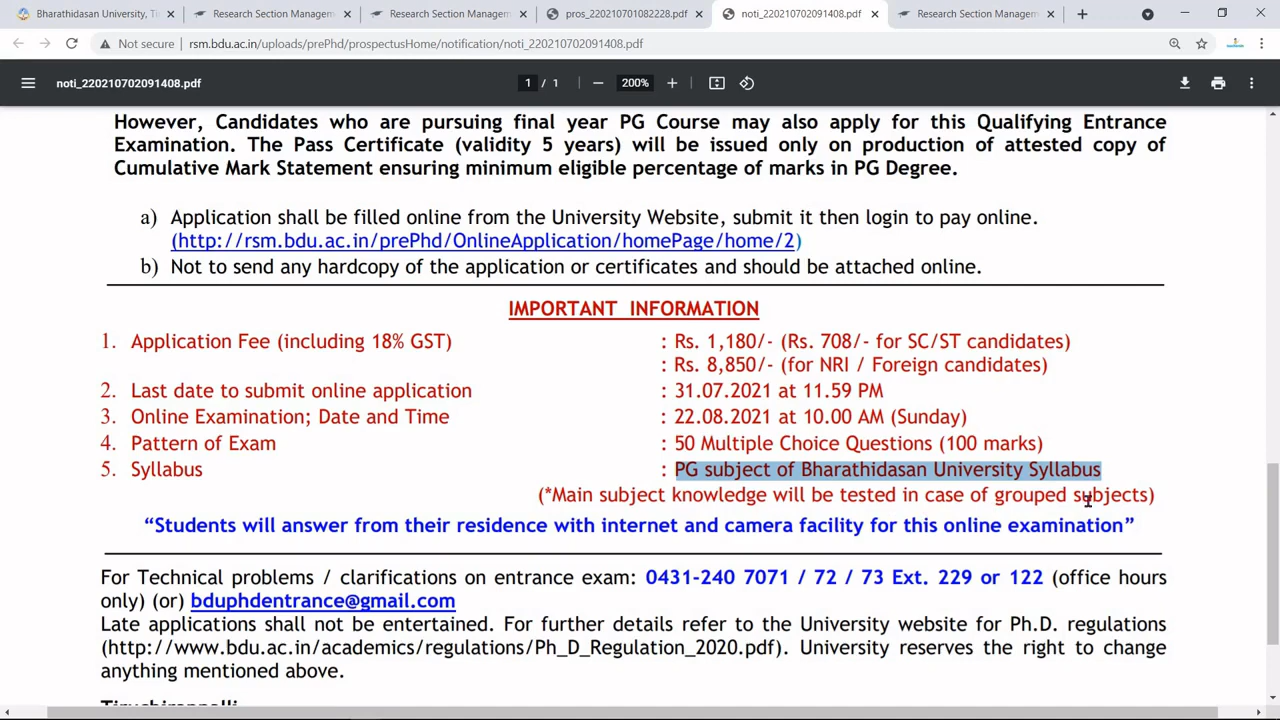 Bharathidasan University, Ti
Research Section Managem
Research Section Managem
pros_220210701082228.pdf
noti_220210702091408.pdf
Research Section Managem
Not secure
rsm.bdu.ac.in/uploads/prePhd/prospectusHome/notification/noti_220210702091408.pdf
noti_220210702091408.pdf
1 / 1
200%
However, Candidates who are pursuing final year PG Course may also apply for this Qualifying Entrance
Examination. The Pass Certificate (validity 5 years) will be issued only on production of attested copy of
Cumulative Mark Statement ensuring minimum eligible percentage of marks in PG Degree.
a) Application shall be filled online from the University Website, submit it then login to pay online.
(http://rsm.bdu.ac.in/prePhd/OnlineApplication/homePage/home/2)
b) Not to send any hardcopy of the application or certificates and should be attached online.
IMPORTANT INFORMATION
1. Application Fee (including 18% GST) : Rs. 1,180/- (Rs. 708/- for SC/ST candidates)
: Rs. 8,850/- (for NRI / Foreign candidates)
2. Last date to submit online application : 31.07.2021 at 11.59 PM
3. Online Examination; Date and Time : 22.08.2021 at 10.00 AM (Sunday)
4. Pattern of Exam : 50 Multiple Choice Questions (100 marks)
5. Syllabus : PG subject of Bharathidasan University Syllabus
(*Main subject knowledge will be tested in case of grouped subjects)
“Students will answer from their residence with internet and camera facility for this online examination”
For Technical problems / clarifications on entrance exam: 0431-240 7071 / 72 / 73 Ext. 229 or 122 (office hours
only) (or) bduphdentrance@gmail.com
Late applications shall not be entertained. For further details refer to the University website for Ph.D. regulations
(http://www.bdu.ac.in/academics/regulations/Ph_D_Regulation_2020.pdf). University reserves the right to change
anything mentioned above.
Tiruchirappalli